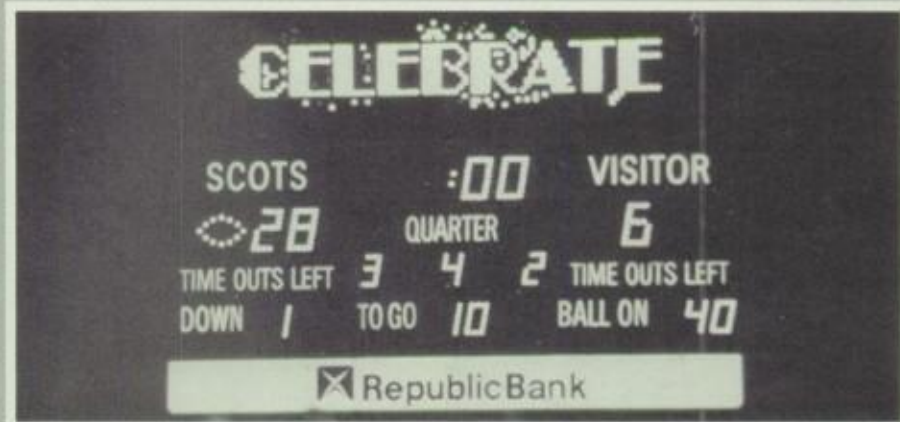 CELEBRATE
SCOTS :00 VISITOR
28 QUARTER 6
TIME OUTS LEFT 3 4 2 TIME OUTS LEFT
DOWN 1 TO GO 10 BALL ON 40
RepublicBank